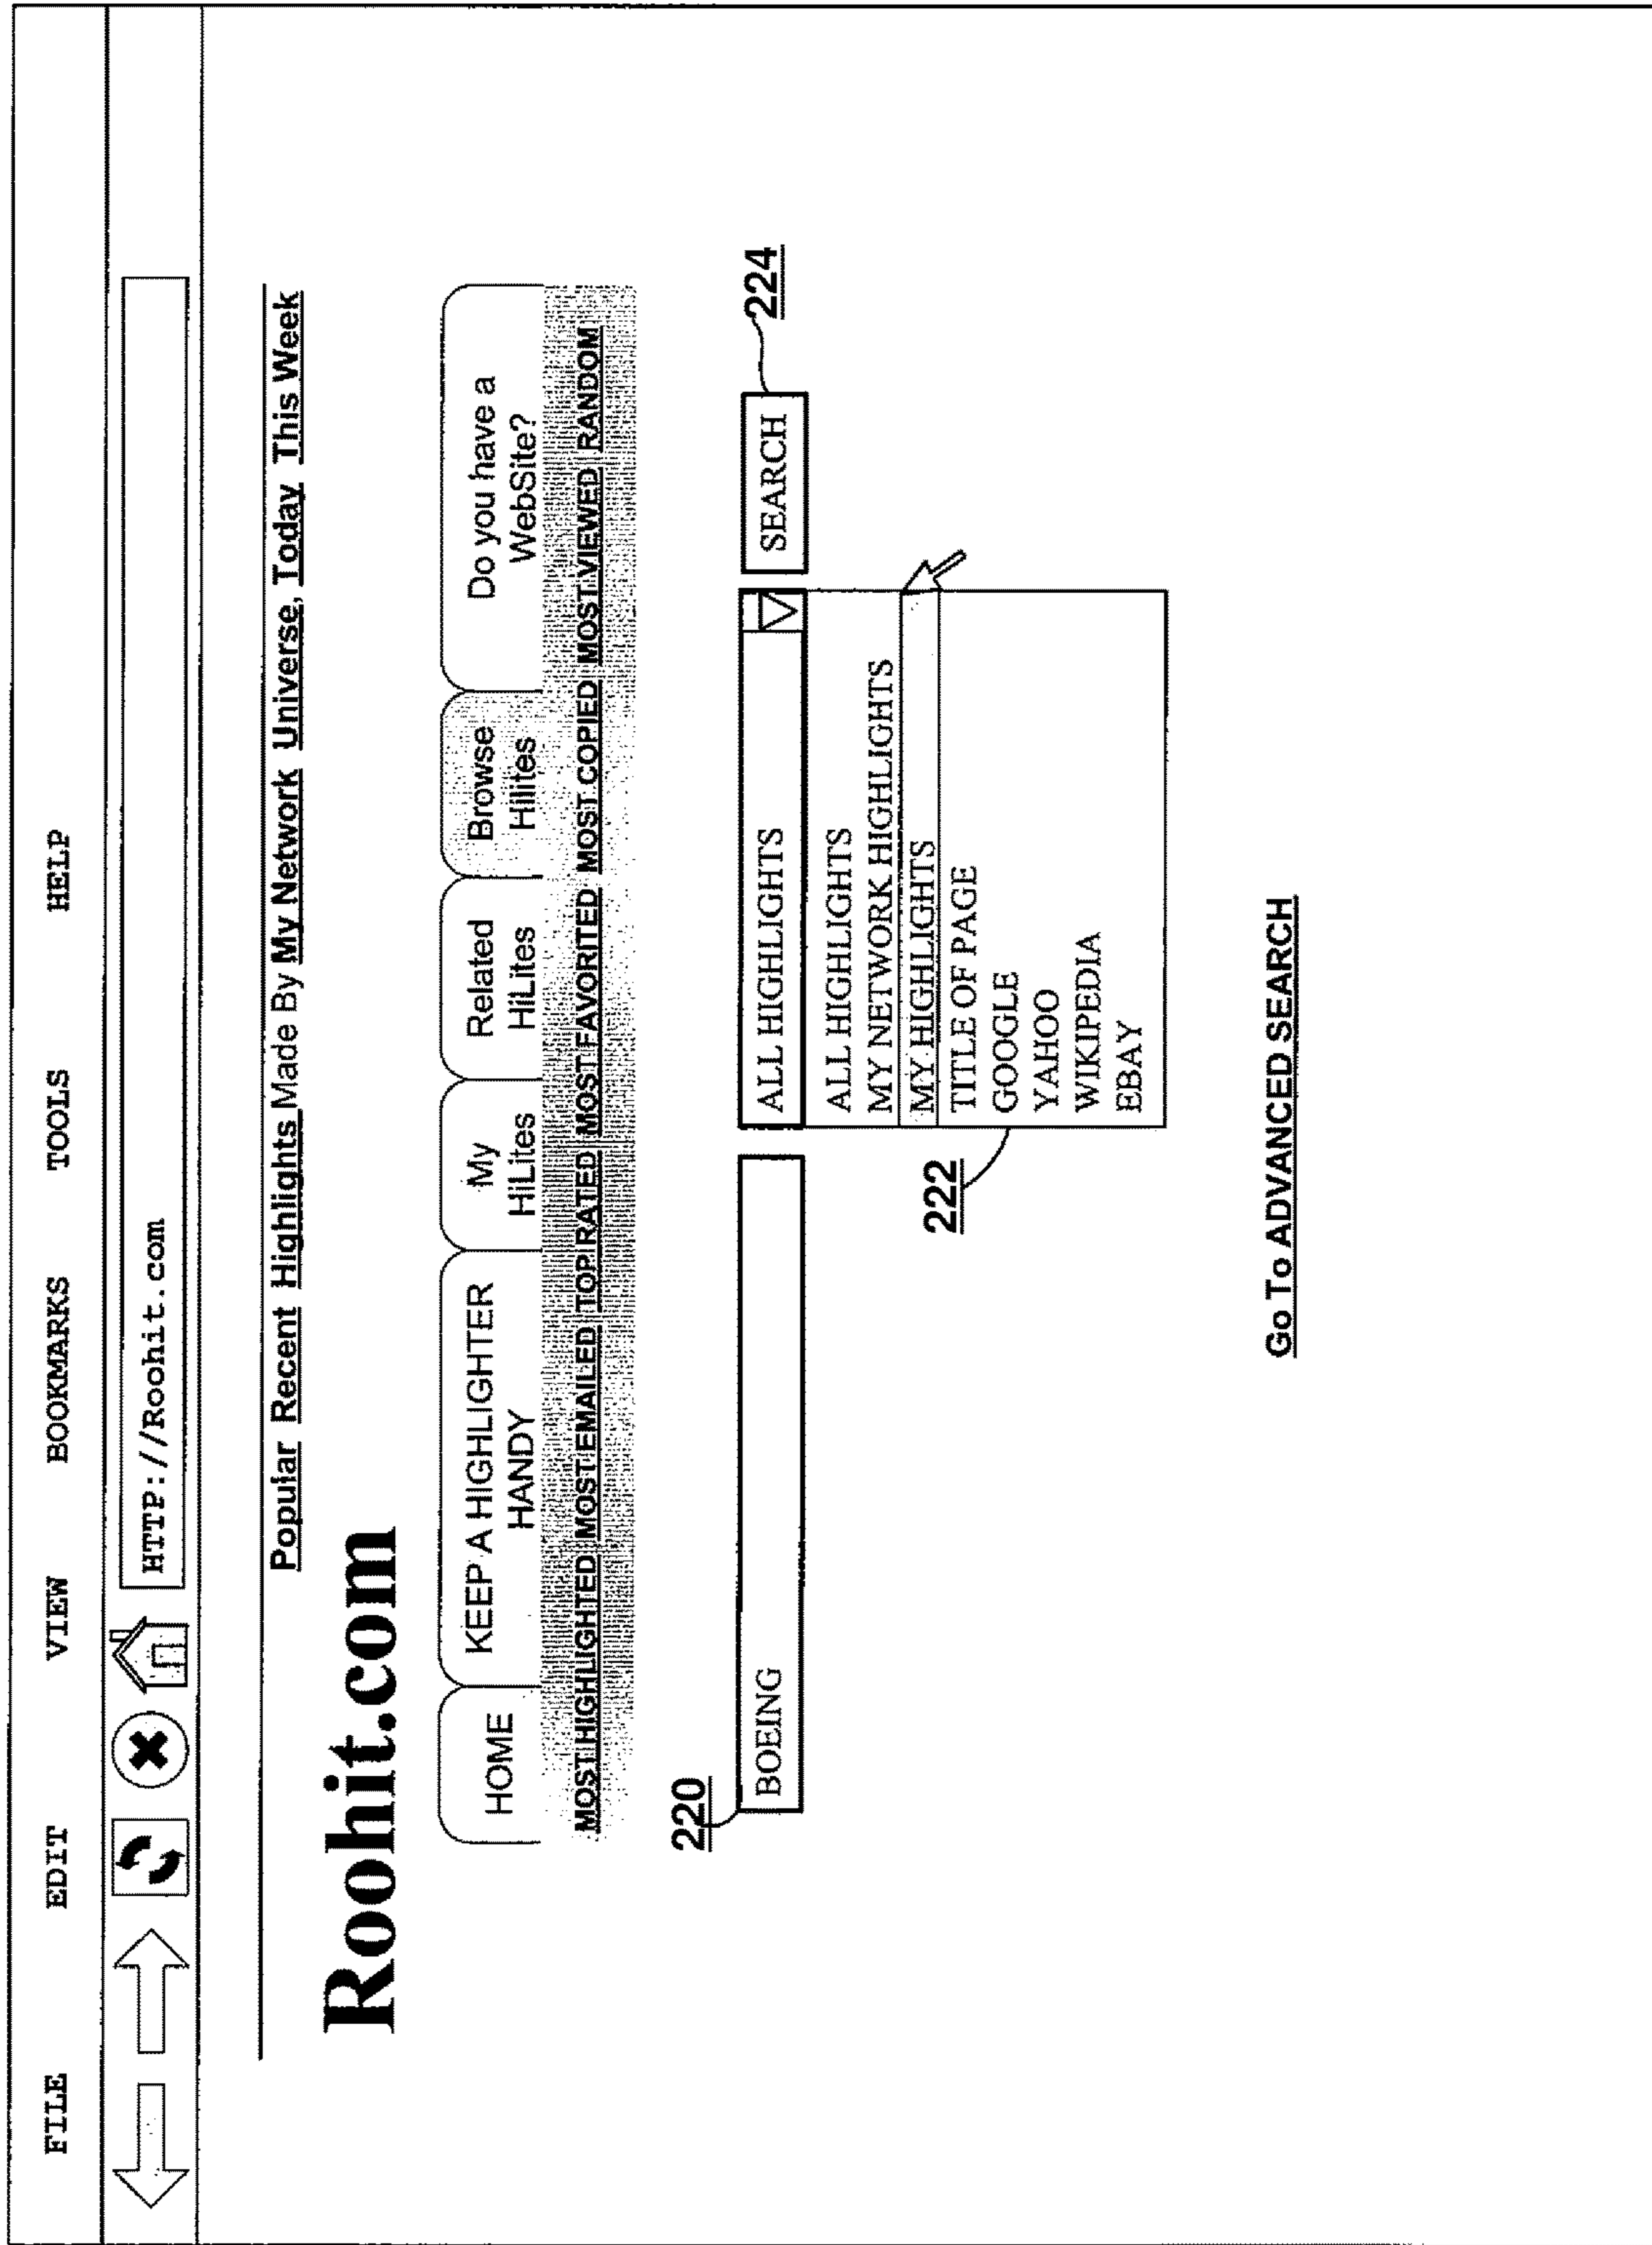 FILE EDIT VIEW BOOKMARKS TOOLS HELP
HTTP://Roohit.com
Popular Recent Highlights Made By My Network Universe, Today This Week
Roohit.com
HOME
KEEP A HIGHLIGHTER
HANDY
My
HiLites
Related
HiLites
Browse
Hilites
Do you have a
WebSite?
MOST HIGHLIGHTED MOST EMAILED TOP RATED MOST FAVORITED MOST COPIED MOST VIEWED RANDOM
220
224
BOEING
ALL HIGHLIGHTS
SEARCH
ALL HIGHLIGHTS
MY NETWORK HIGHLIGHTS
MY HIGHLIGHTS
222
TITLE OF PAGE
GOOGLE
YAHOO
WIKIPEDIA
EBAY
Go To ADVANCED SEARCH